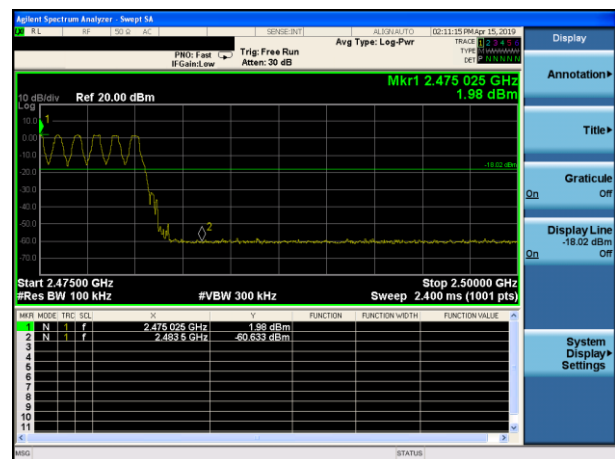 Agilent Spectrum Analyzer - Swept SA
RL RF 50 Ω AC SENSE:INT ALIGNAUTO 02:11:15 PM Apr 15, 2019
Avg Type: Log-Pwr
TRACE 1 2 3 4 5 6
TYPE M
DET P N N N N N
PNO: Fast
IFGain:Low
Trig: Free Run
Atten: 30 dB
Display
Mkr1 2.475 025 GHz
1.98 dBm
10 dB/div Ref 20.00 dBm
Log
10.0
0.00
-10.0
-20.0
-30.0
-40.0
-50.0
-60.0
-70.0
1
2
-18.02 dBm
Start 2.47500 GHz Stop 2.50000 GHz
#Res BW 100 kHz #VBW 300 kHz Sweep 2.400 ms (1001 pts)
MKR MODE TRC SCL X Y FUNCTION FUNCTION WIDTH FUNCTION VALUE
1 N 1 f 2.475 025 GHz 1.98 dBm
2 N 1 f 2.483 5 GHz -60.633 dBm
3
4
5
6
7
8
9
10
11
MSG STATUS
Annotation
Title
Graticule
On Off
Display Line
-18.02 dBm
On Off
System
Display
Settings